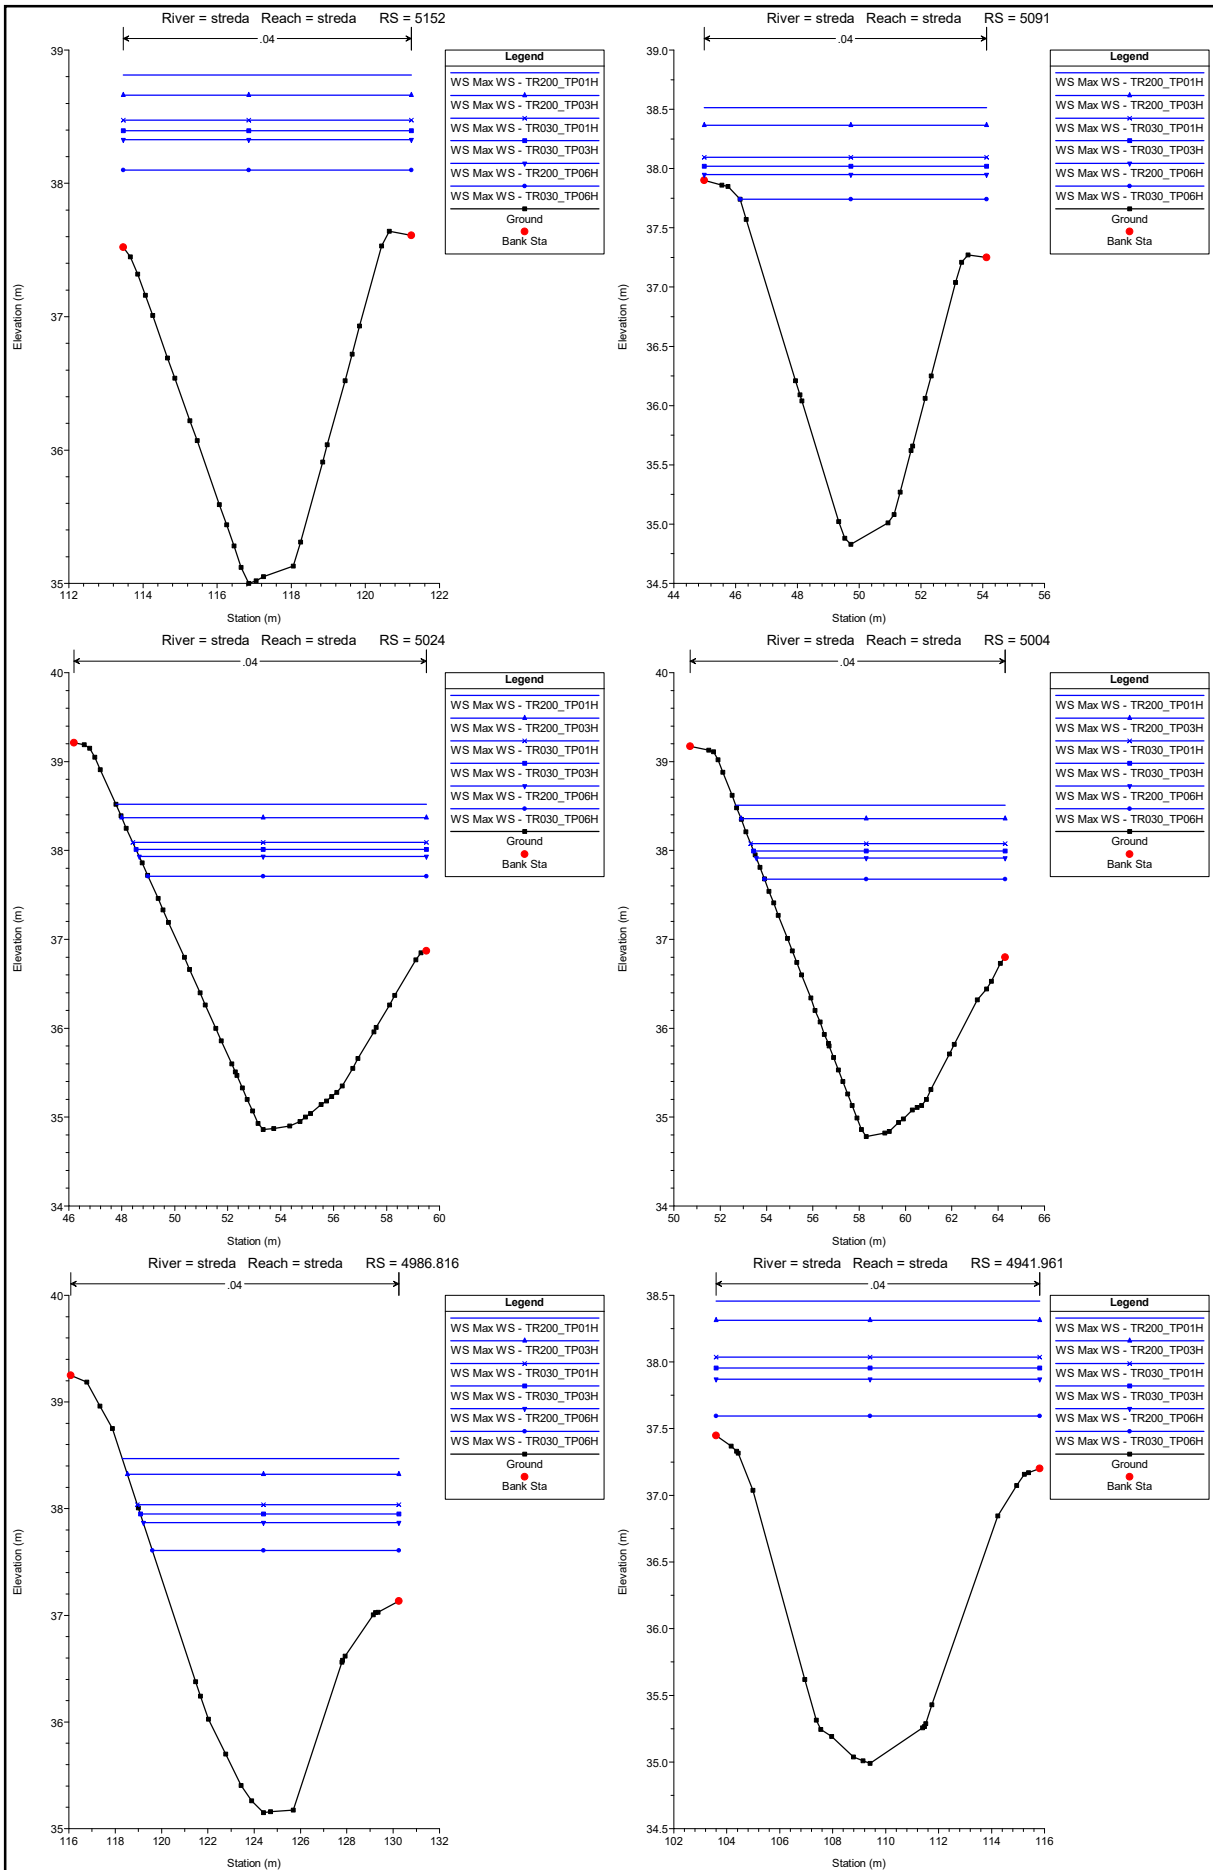 River = streda   Reach = streda   RS = 5152
.04
39
38
37
36
35
Elevation (m)
112 114 116 118 120 122
Station (m)
Legend
WS Max WS - TR200_TP01H
WS Max WS - TR200_TP03H
WS Max WS - TR030_TP01H
WS Max WS - TR030_TP03H
WS Max WS - TR200_TP06H
WS Max WS - TR030_TP06H
Ground
Bank Sta
River = streda   Reach = streda   RS = 5091
.04
39.0
38.5
38.0
37.5
37.0
36.5
36.0
35.5
35.0
34.5
Elevation (m)
44 46 48 50 52 54 56
Station (m)
Legend
WS Max WS - TR200_TP01H
WS Max WS - TR200_TP03H
WS Max WS - TR030_TP01H
WS Max WS - TR030_TP03H
WS Max WS - TR200_TP06H
WS Max WS - TR030_TP06H
Ground
Bank Sta
River = streda   Reach = streda   RS = 5024
.04
40
39
38
37
36
35
34
Elevation (m)
46 48 50 52 54 56 58 60
Station (m)
Legend
WS Max WS - TR200_TP01H
WS Max WS - TR200_TP03H
WS Max WS - TR030_TP01H
WS Max WS - TR030_TP03H
WS Max WS - TR200_TP06H
WS Max WS - TR030_TP06H
Ground
Bank Sta
River = streda   Reach = streda   RS = 5004
.04
40
39
38
37
36
35
34
Elevation (m)
50 52 54 56 58 60 62 64 66
Station (m)
Legend
WS Max WS - TR200_TP01H
WS Max WS - TR200_TP03H
WS Max WS - TR030_TP01H
WS Max WS - TR030_TP03H
WS Max WS - TR200_TP06H
WS Max WS - TR030_TP06H
Ground
Bank Sta
River = streda   Reach = streda   RS = 4986.816
.04
40
39
38
37
36
35
Elevation (m)
116 118 120 122 124 126 128 130 132
Station (m)
Legend
WS Max WS - TR200_TP01H
WS Max WS - TR200_TP03H
WS Max WS - TR030_TP01H
WS Max WS - TR030_TP03H
WS Max WS - TR200_TP06H
WS Max WS - TR030_TP06H
Ground
Bank Sta
River = streda   Reach = streda   RS = 4941.961
.04
38.5
38.0
37.5
37.0
36.5
36.0
35.5
35.0
34.5
Elevation (m)
102 104 106 108 110 112 114 116
Station (m)
Legend
WS Max WS - TR200_TP01H
WS Max WS - TR200_TP03H
WS Max WS - TR030_TP01H
WS Max WS - TR030_TP03H
WS Max WS - TR200_TP06H
WS Max WS - TR030_TP06H
Ground
Bank Sta